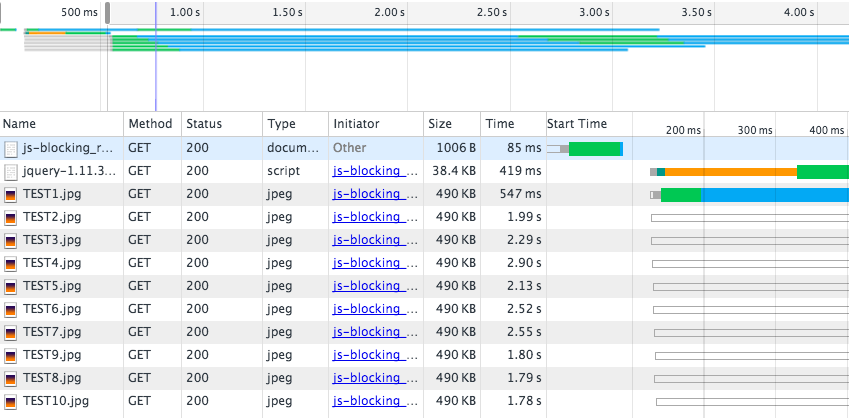 500 ms 1.00 s 1.50 s 2.00 s 2.50 s 3.00 s 3.50 s 4.00 s
Name Method Status Type Initiator Size Time Start Time
200 ms 300 ms 400 ms
js-blocking_r... GET 200 docum... Other 1006 B 85 ms
jquery-1.11.3... GET 200 script js-blocking_... 38.4 KB 419 ms
TEST1.jpg GET 200 jpeg js-blocking_... 490 KB 547 ms
TEST2.jpg GET 200 jpeg js-blocking_... 490 KB 1.99 s
TEST3.jpg GET 200 jpeg js-blocking_... 490 KB 2.29 s
TEST4.jpg GET 200 jpeg js-blocking_... 490 KB 2.90 s
TEST5.jpg GET 200 jpeg js-blocking_... 490 KB 2.13 s
TEST6.jpg GET 200 jpeg js-blocking_... 490 KB 2.52 s
TEST7.jpg GET 200 jpeg js-blocking_... 490 KB 2.55 s
TEST9.jpg GET 200 jpeg js-blocking_... 490 KB 1.80 s
TEST8.jpg GET 200 jpeg js-blocking_... 490 KB 1.79 s
TEST10.jpg GET 200 jpeg js-blocking_... 490 KB 1.78 s